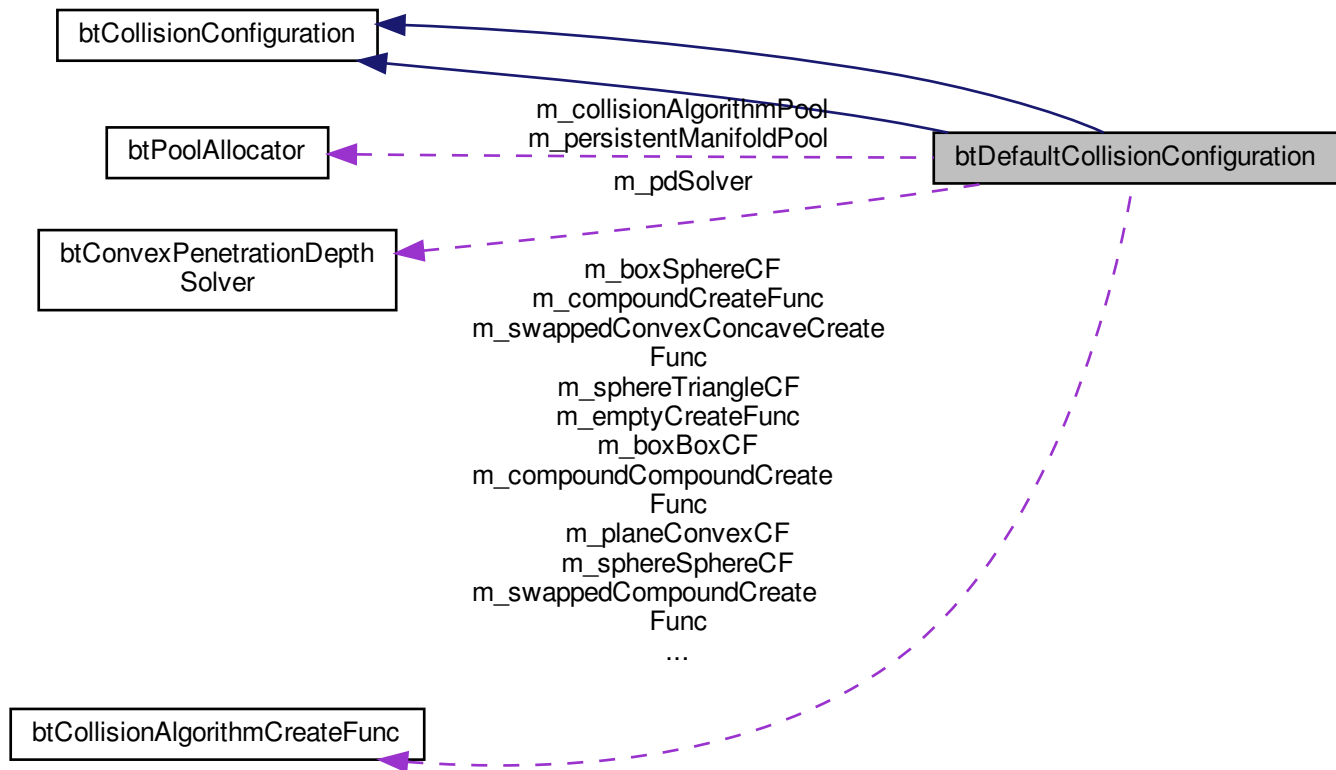 btCollisionConfiguration
m_collisionAlgorithmPool
m_persistentManifoldPool
btPoolAllocator
btDefaultCollisionConfiguration
m_pdSolver
btConvexPenetrationDepth
Solver
m_boxSphereCF
m_compoundCreateFunc
m_swappedConvexConcaveCreate
Func
m_sphereTriangleCF
m_emptyCreateFunc
m_boxBoxCF
m_compoundCompoundCreate
Func
m_planeConvexCF
m_sphereSphereCF
m_swappedCompoundCreate
Func
...
btCollisionAlgorithmCreateFunc